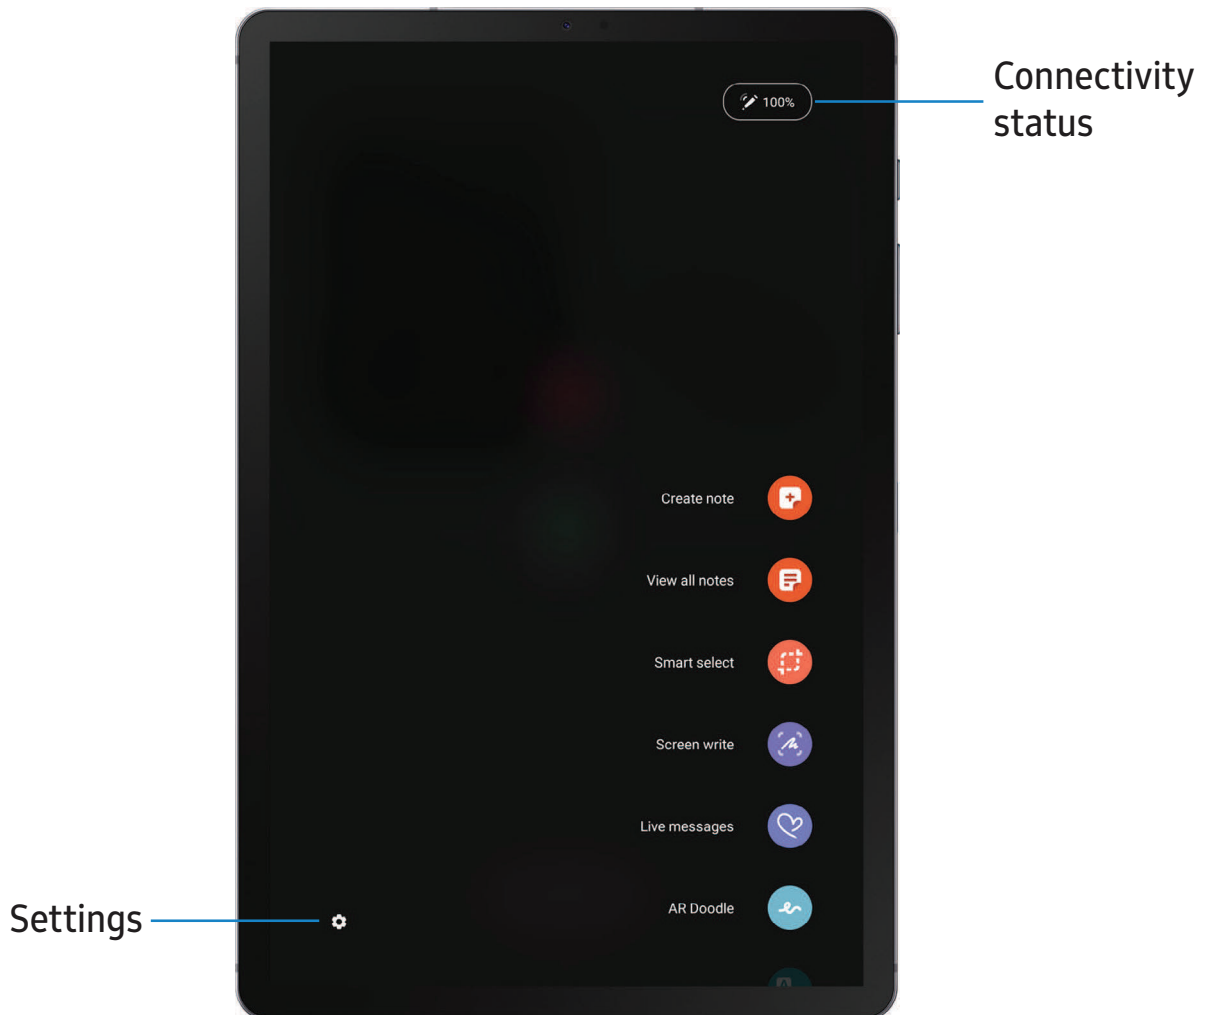 Connectivity
status
100%
Create note
View all notes
Smart select
Screen write
Live messages
AR Doodle
Settings